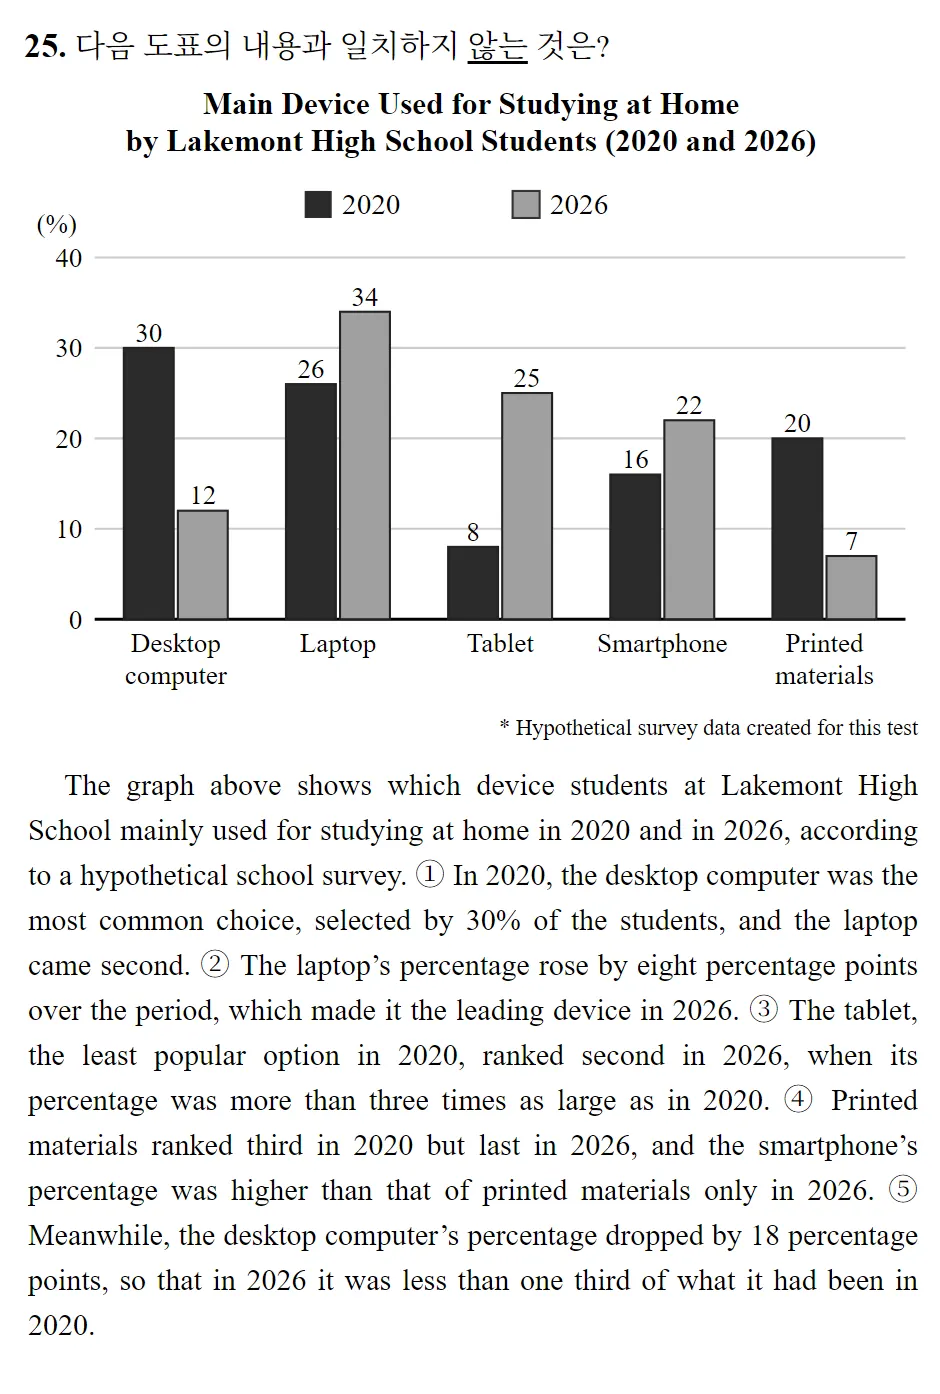 25. 다음 도표의 내용과 일치하지 않는 것은?
Main Device Used for Studying at Home
by Lakemont High School Students (2020 and 2026)
2020 2026
(%)
40
30
20
10
0
30 12
26 34
8 25
16 22
20 7
Desktop computer
Laptop
Tablet
Smartphone
Printed materials
* Hypothetical survey data created for this test
The graph above shows which device students at Lakemont High
School mainly used for studying at home in 2020 and in 2026, according
to a hypothetical school survey. ① In 2020, the desktop computer was the
most common choice, selected by 30% of the students, and the laptop
came second. ② The laptop’s percentage rose by eight percentage points
over the period, which made it the leading device in 2026. ③ The tablet,
the least popular option in 2020, ranked second in 2026, when its
percentage was more than three times as large as in 2020. ④ Printed
materials ranked third in 2020 but last in 2026, and the smartphone’s
percentage was higher than that of printed materials only in 2026. ⑤
Meanwhile, the desktop computer’s percentage dropped by 18 percentage
points, so that in 2026 it was less than one third of what it had been in
2020.